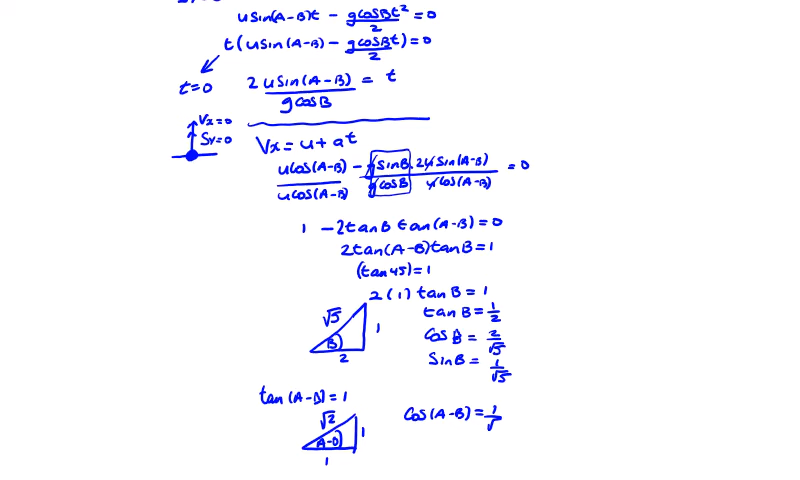 usin(A-B)t - gcosBt²/2 = 0
t(usin(A-B) - gcosBt/2) = 0
t=0
2usin(A-B)/gcosB = t
Vx=0
Sy=0
Vx = u + at
ucos(A-B)/ucos(A-B) - gsinB/gcosB . 2usin(A-B)/ucos(A-B) = 0
1 - 2tanB tan(A-B) = 0
2tan(A-B)tanB = 1
(tan45) = 1
2(1)tanB = 1
tanB = 1/2
√5
1
B
2
cosB = 2/√5
SinB = 1/√5
tan(A-B) = 1
√2
1
A-B
1
Cos(A-B) = 1/√